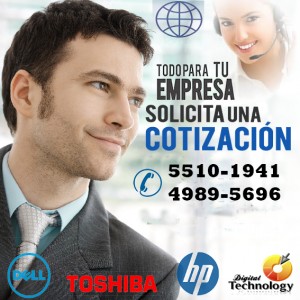 TODO PARA TU
EMPRESA
SOLICITA UNA
COTIZACIÓN
5510-1941
4989-5696
DELL
TOSHIBA
hp
Digital
Technology